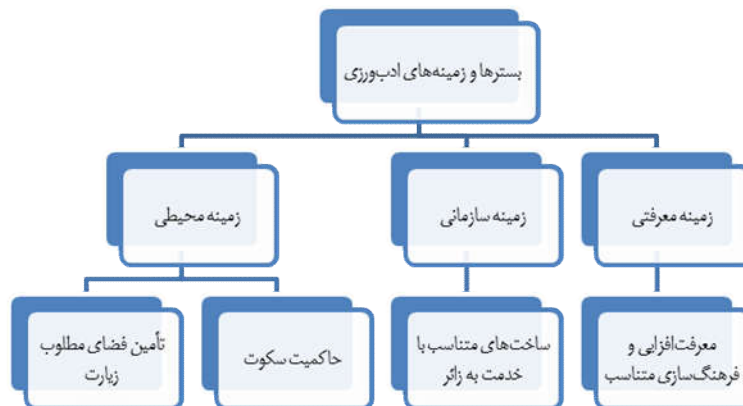 بسترها و زمینه‌های ادب‌ورزی
زمینه معرفتی
زمینه سازمانی
زمینه محیطی
معرفت‌افزایی و
فرهنگ‌سازی متناسب
ساخت‌های متناسب با
خدمت به زائر
حاکمیت سکوت
تأمین فضای مطلوب
زیارت